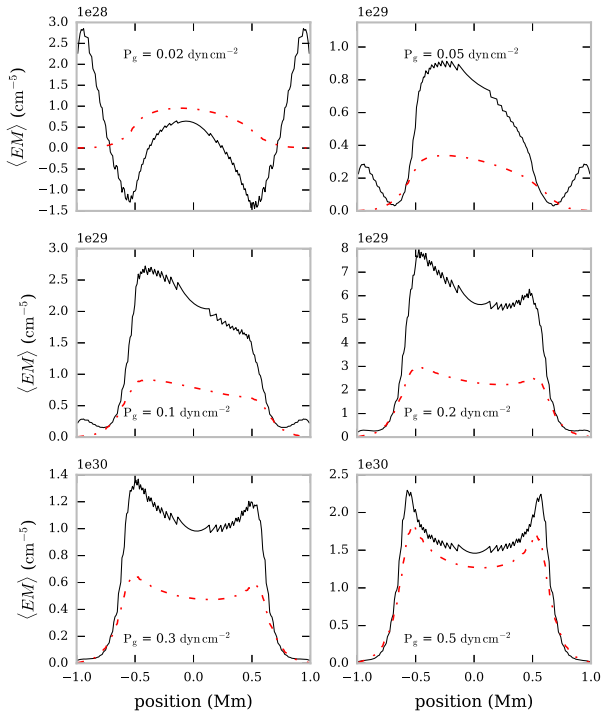 1e28
P_g = 0.02 dyn cm^−2
⟨EM⟩ (cm^−5)
3.0
2.5
2.0
1.5
1.0
0.5
0.0
−0.5
−1.0
−1.5
1e29
P_g = 0.05 dyn cm^−2
1.0
0.8
0.6
0.4
0.2
0.0
1e29
P_g = 0.1 dyn cm^−2
⟨EM⟩ (cm^−5)
3.0
2.5
2.0
1.5
1.0
0.5
0.0
1e29
P_g = 0.2 dyn cm^−2
8
7
6
5
4
3
2
1
0
1e30
P_g = 0.3 dyn cm^−2
⟨EM⟩ (cm^−5)
1.4
1.2
1.0
0.8
0.6
0.4
0.2
0.0
−1.0 −0.5 0.0 0.5 1.0
position (Mm)
1e30
P_g = 0.5 dyn cm^−2
2.5
2.0
1.5
1.0
0.5
0.0
−1.0 −0.5 0.0 0.5 1.0
position (Mm)